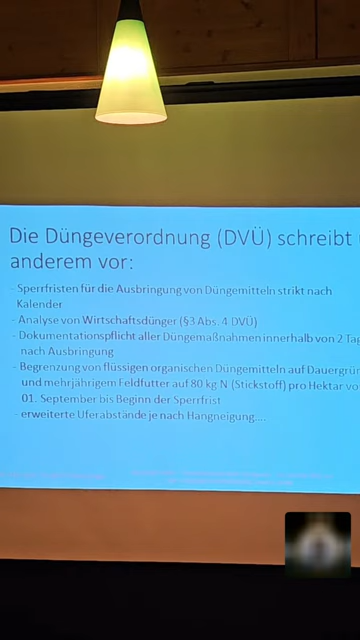 Die Düngeverordnung (DVÜ) schreibt
anderem vor:
- Sperrfristen für die Ausbringung von Düngemitteln strikt nach
Kalender
- Analyse von Wirtschaftsdünger (§3 Abs. 4 DVÜ)
- Dokumentationspflicht aller Düngemaßnahmen innerhalb von 2 Tag
nach Ausbringung
- Begrenzung von flüssigen organischen Düngemitteln auf Dauergrün
und mehrjährigem Feldfutter auf 80 kg N (Stickstoff) pro Hektar vo
01. September bis Beginn der Sperrfrist
- erweiterte Uferabstände je nach Hangneigung....